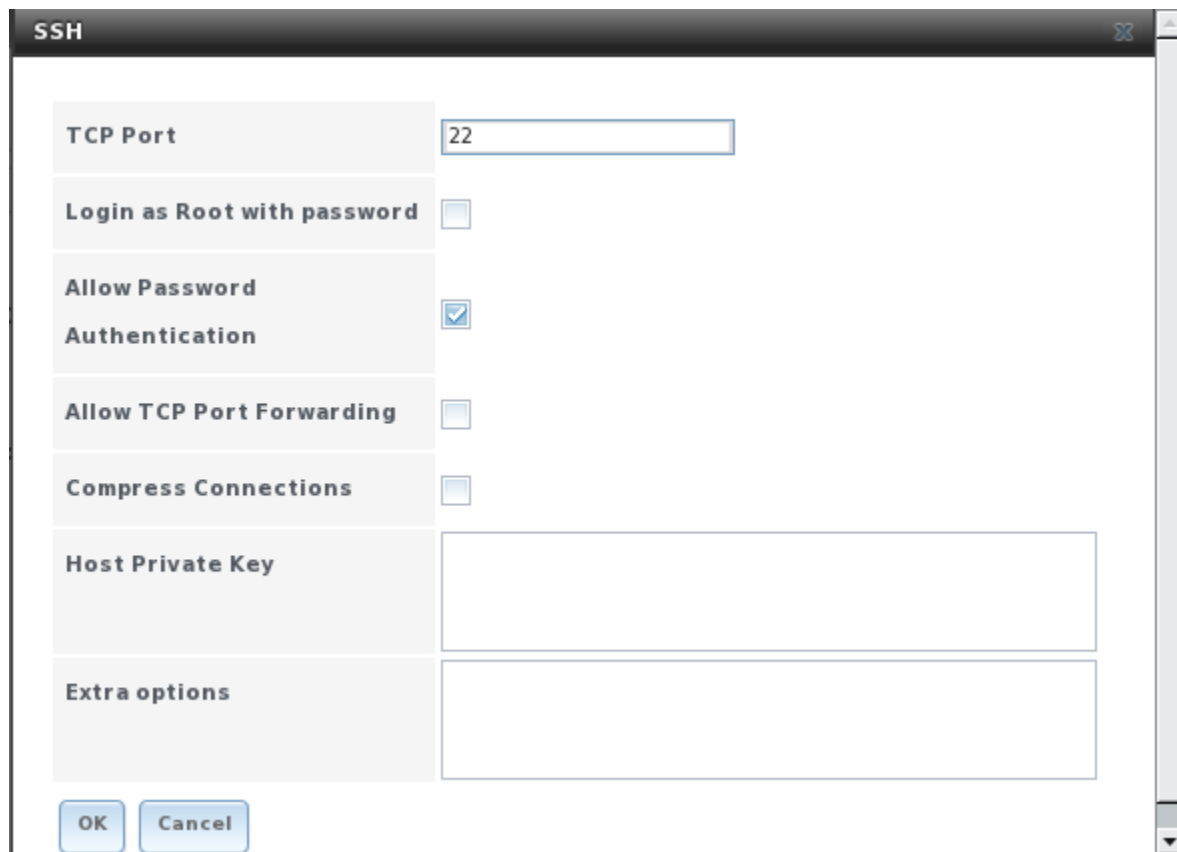 SSH
TCP Port
22
Login as Root with password
Allow Password
Authentication
Allow TCP Port Forwarding
Compress Connections
Host Private Key
Extra options
OK
Cancel